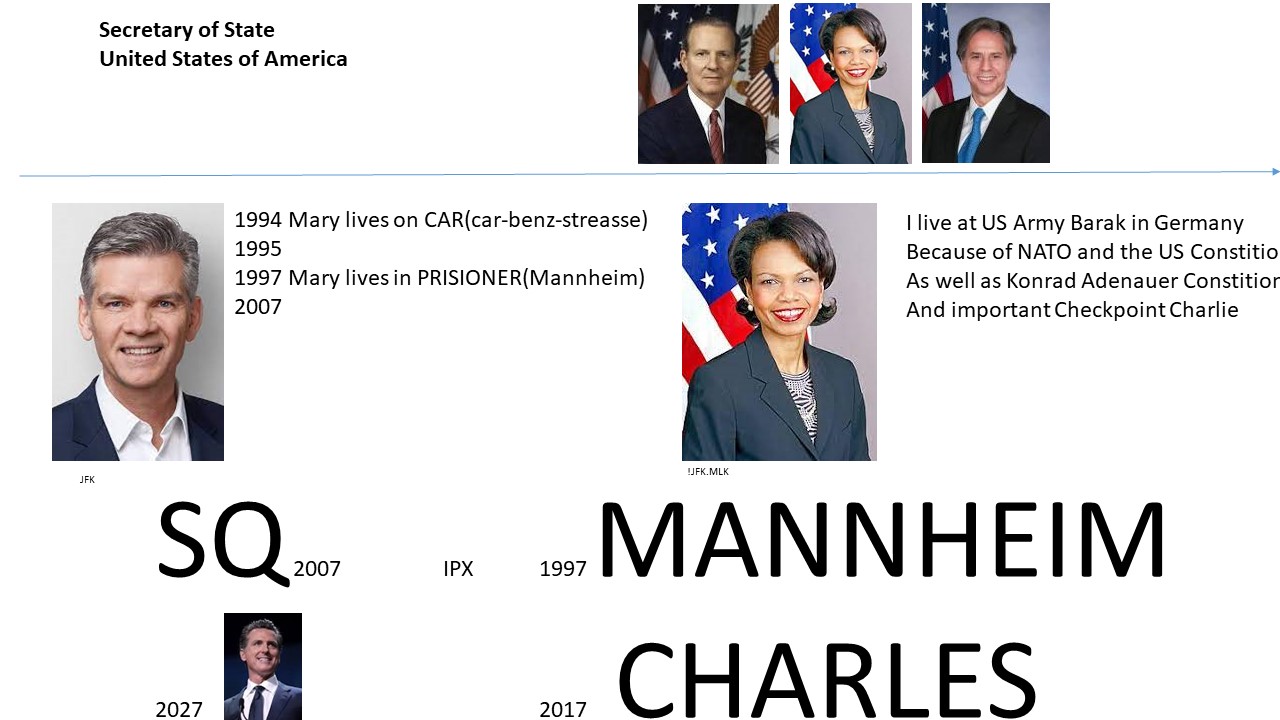 Secretary of State
United States of America
1994 Mary lives on CAR(car-benz-streasse)
1995
1997 Mary lives in PRISIONER(Mannheim)
2007
I live at US Army Barak in Germany
Because of NATO and the US Constitio
As well as Konrad Adenauer Constition
And important Checkpoint Charlie
JFK
!JFK.MLK
SQ 2007 IPX 1997 MANNHEIM
2027 2017 CHARLES